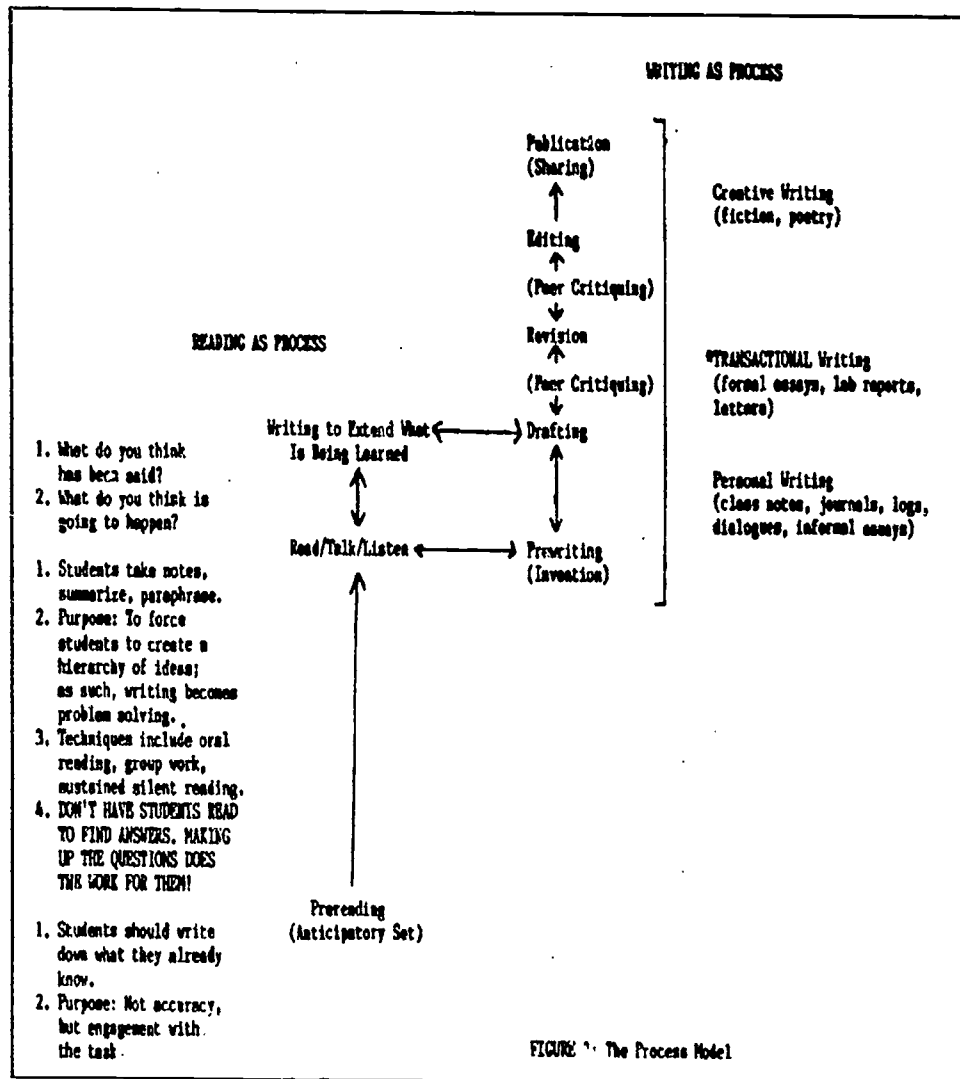 WRITING AS PROCESS
Publication
(Sharing)
Editing
(Peer Critiquing)
Revision
(Peer Critiquing)
Drafting
Prewriting
(Invention)
Creative Writing
(fiction, poetry)
*TRANSACTIONAL Writing
(formal essays, lab reports,
letters)
Personal Writing
(class notes, journals, logs,
dialogues, informal essays)
READING AS PROCESS
Writing to Extend What
Is Being Learned
Read/Talk/Listen
Prereading
(Anticipatory Set)
1. What do you think
has been said?
2. What do you think is
going to happen?
1. Students take notes,
summarize, paraphrase.
2. Purpose: To force
students to create a
hierarchy of ideas;
as such, writing becomes
problem solving.
3. Techniques include oral
reading, group work,
sustained silent reading.
4. DON'T HAVE STUDENTS READ
TO FIND ANSWERS. MAKING
UP THE QUESTIONS DOES
THE WORK FOR THEM!
1. Students should write
down what they already
know.
2. Purpose: Not accuracy,
but engagement with
the task.
FIGURE : The Process Model